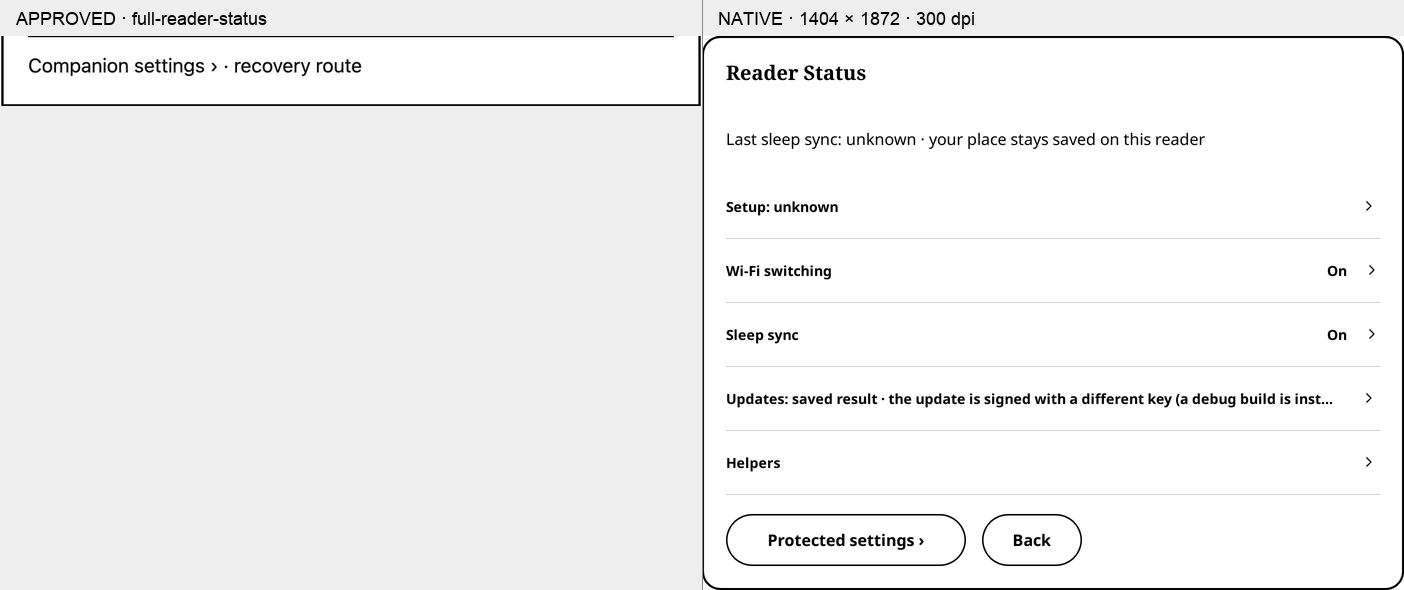 APPROVED · full-reader-status
Companion settings › · recovery route
NATIVE · 1404 × 1872 · 300 dpi
Reader Status
Last sleep sync: unknown · your place stays saved on this reader
Setup: unknown ›
Wi-Fi switching On ›
Sleep sync On ›
Updates: saved result · the update is signed with a different key (a debug build is inst... ›
Helpers ›
Protected settings › Back